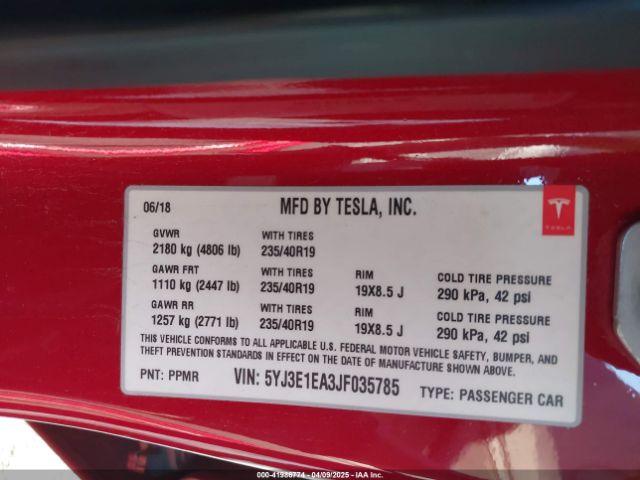 06/18 MFD BY TESLA, INC.
TESLA
GVWR WITH TIRES
2180 kg (4806 lb) 235/40R19
GAWR FRT WITH TIRES RIM COLD TIRE PRESSURE
1110 kg (2447 lb) 235/40R19 19X8.5 J 290 kPa, 42 psi
GAWR RR WITH TIRES RIM COLD TIRE PRESSURE
1257 kg (2771 lb) 235/40R19 19X8.5 J 290 kPa, 42 psi
THIS VEHICLE CONFORMS TO ALL APPLICABLE U.S. FEDERAL MOTOR VEHICLE SAFETY, BUMPER, AND
THEFT PREVENTION STANDARDS IN EFFECT ON THE DATE OF MANUFACTURE SHOWN ABOVE.
PNT: PPMR VIN: 5YJ3E1EA3JF035785 TYPE: PASSENGER CAR
000-41986774 - 04/09/2025 - IAAI.com